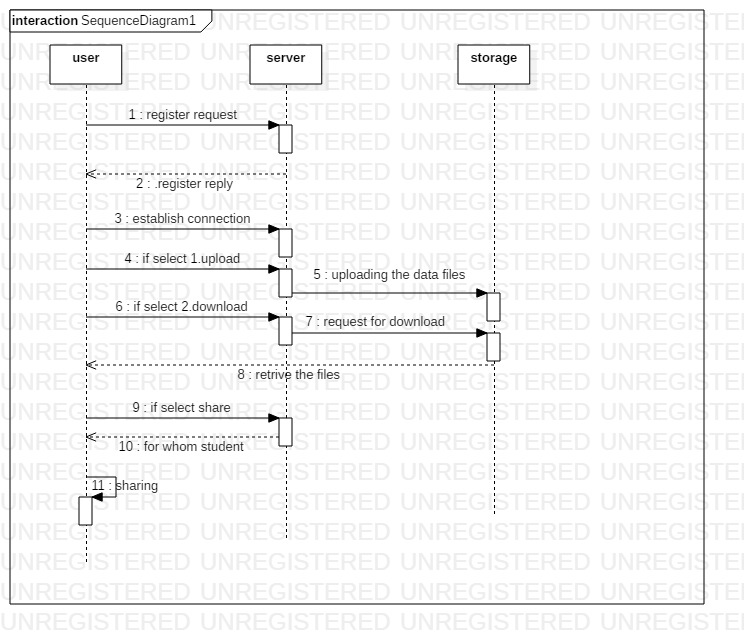 interaction SequenceDiagram1
user
server
storage
1 : register request
2 : .register reply
3 : establish connection
4 : if select 1.upload
5 : uploading the data files
6 : if select 2.download
7 : request for download
8 : retrive the files
9 : if select share
10 : for whom student
11 : sharing
UNREGISTERED